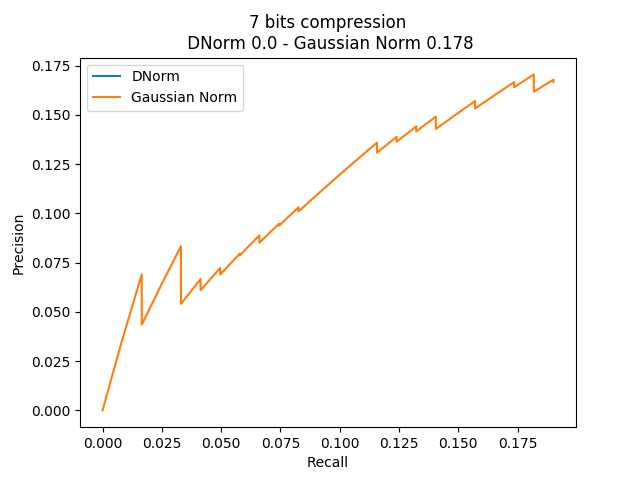 7 bits compression
DNorm 0.0 - Gaussian Norm 0.178
DNorm
Gaussian Norm
Precision
0.175
0.150
0.125
0.100
0.075
0.050
0.025
0.000
0.000 0.025 0.050 0.075 0.100 0.125 0.150 0.175
Recall